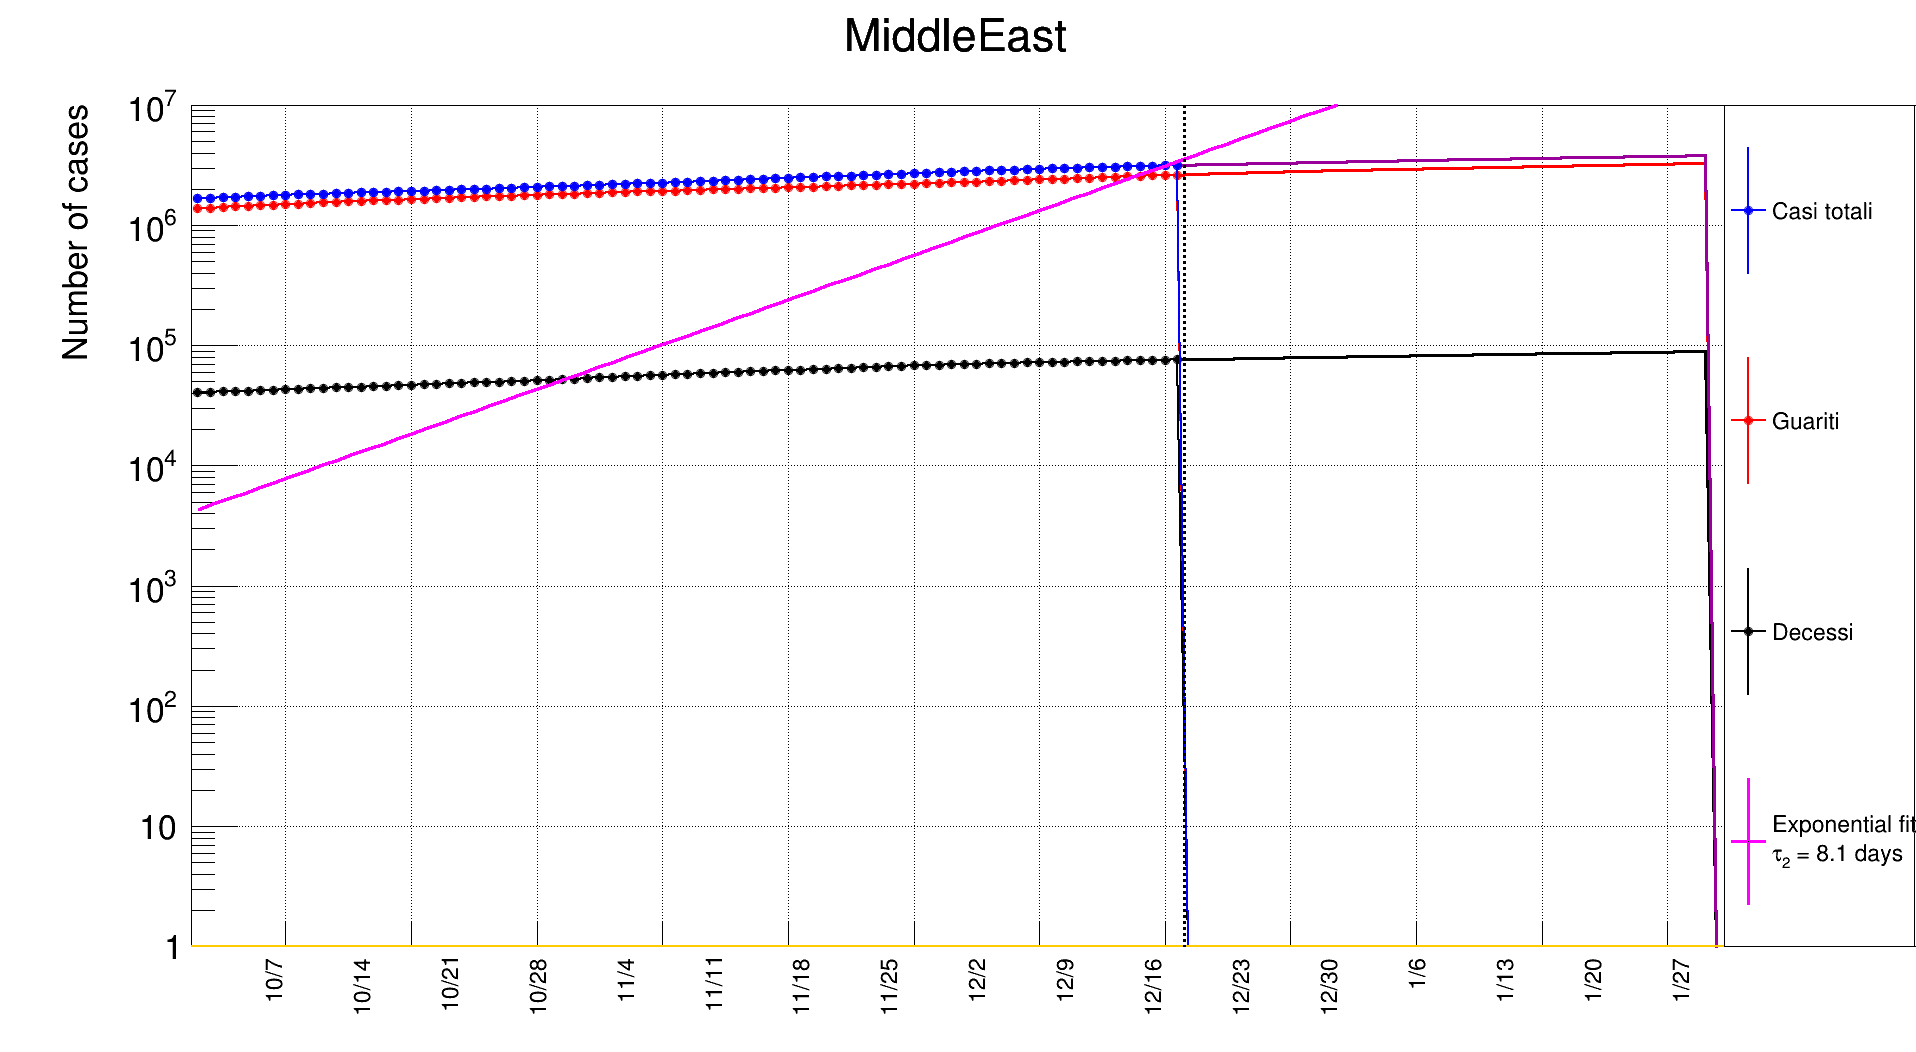 MiddleEast
Number of cases
10^7
10^6
10^5
10^4
10^3
10^2
10
1
10/7 10/14 10/21 10/28 11/4 11/11 11/18 11/25 12/2 12/9 12/16 12/23 12/30 1/6 1/13 1/20 1/27
Casi totali
Guariti
Decessi
Exponential fit
τ₂ = 8.1 days